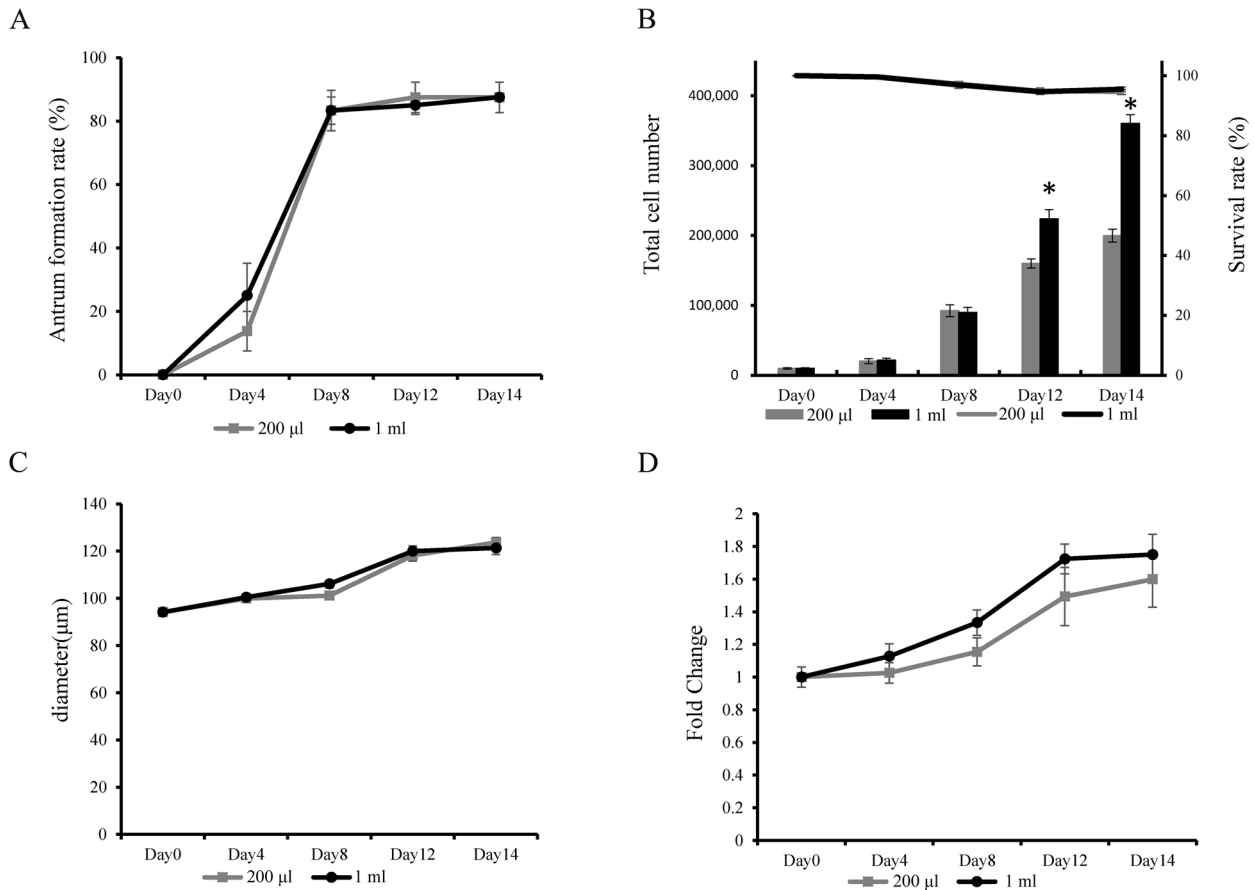 A
Antrum formation rate (%)
100
80
60
40
20
0
Day0 Day4 Day8 Day12 Day14
200 μl 1 ml
B
Total cell number
400,000
300,000
200,000
100,000
0
*
*
100
80
60
40
20
0
Survival rate (%)
Day0 Day4 Day8 Day12 Day14
200 μl 1 ml 200 μl 1 ml
C
diameter(μm)
140
120
100
80
60
40
20
0
Day0 Day4 Day8 Day12 Day14
200 μl 1 ml
D
Fold Change
2
1.8
1.6
1.4
1.2
1
0.8
0.6
0.4
0.2
0
Day0 Day4 Day8 Day12 Day14
200 μl 1 ml